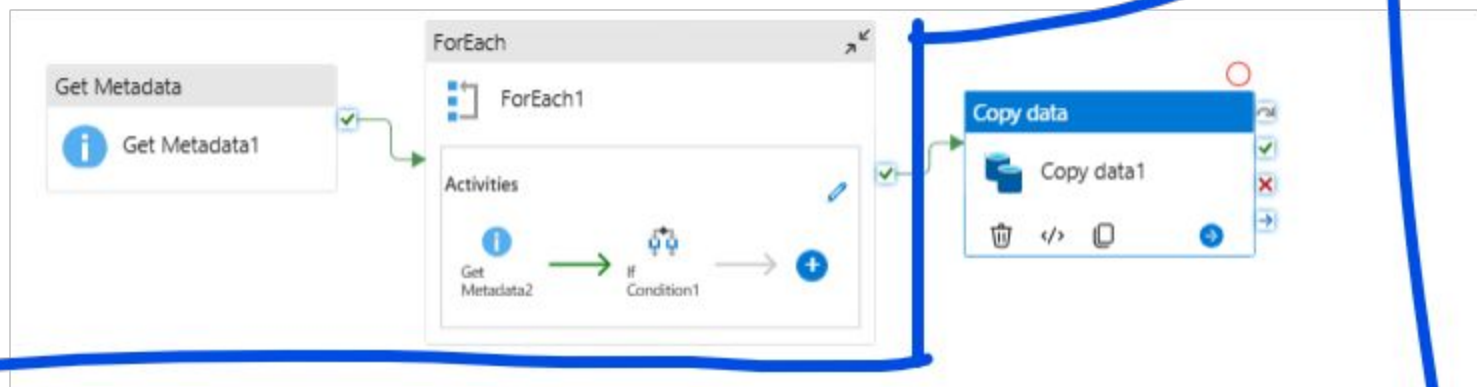 Get Metadata
Get Metadata1
ForEach
ForEach1
Activities
Get
Metadata2
If
Condition1
Copy data
Copy data1